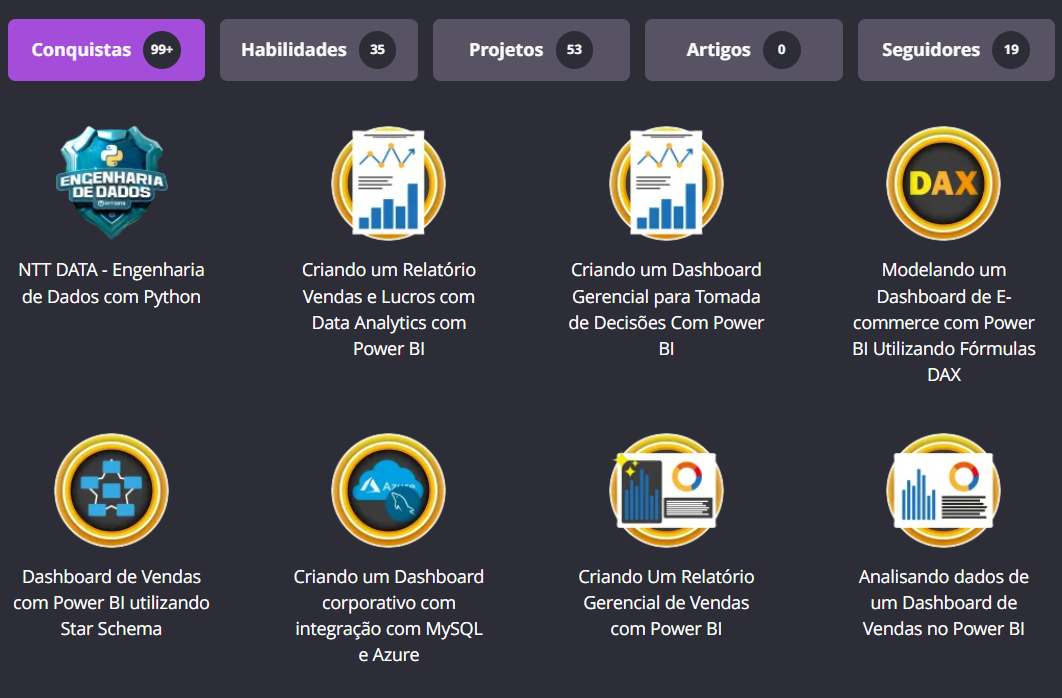 Conquistas 99+
Habilidades 35
Projetos 53
Artigos 0
Seguidores 19
ENGENHARIA
DE DADOS
NTT DATA
NTT DATA - Engenharia
de Dados com Python
Criando um Relatório
Vendas e Lucros com
Data Analytics com
Power BI
Criando um Dashboard
Gerencial para Tomada
de Decisões Com Power
BI
DAX
Modelando um
Dashboard de E-
commerce com Power
BI Utilizando Fórmulas
DAX
Dashboard de Vendas
com Power BI utilizando
Star Schema
Azure
Criando um Dashboard
corporativo com
integração com MySQL
e Azure
Criando Um Relatório
Gerencial de Vendas
com Power BI
Analisando dados de
um Dashboard de
Vendas no Power BI